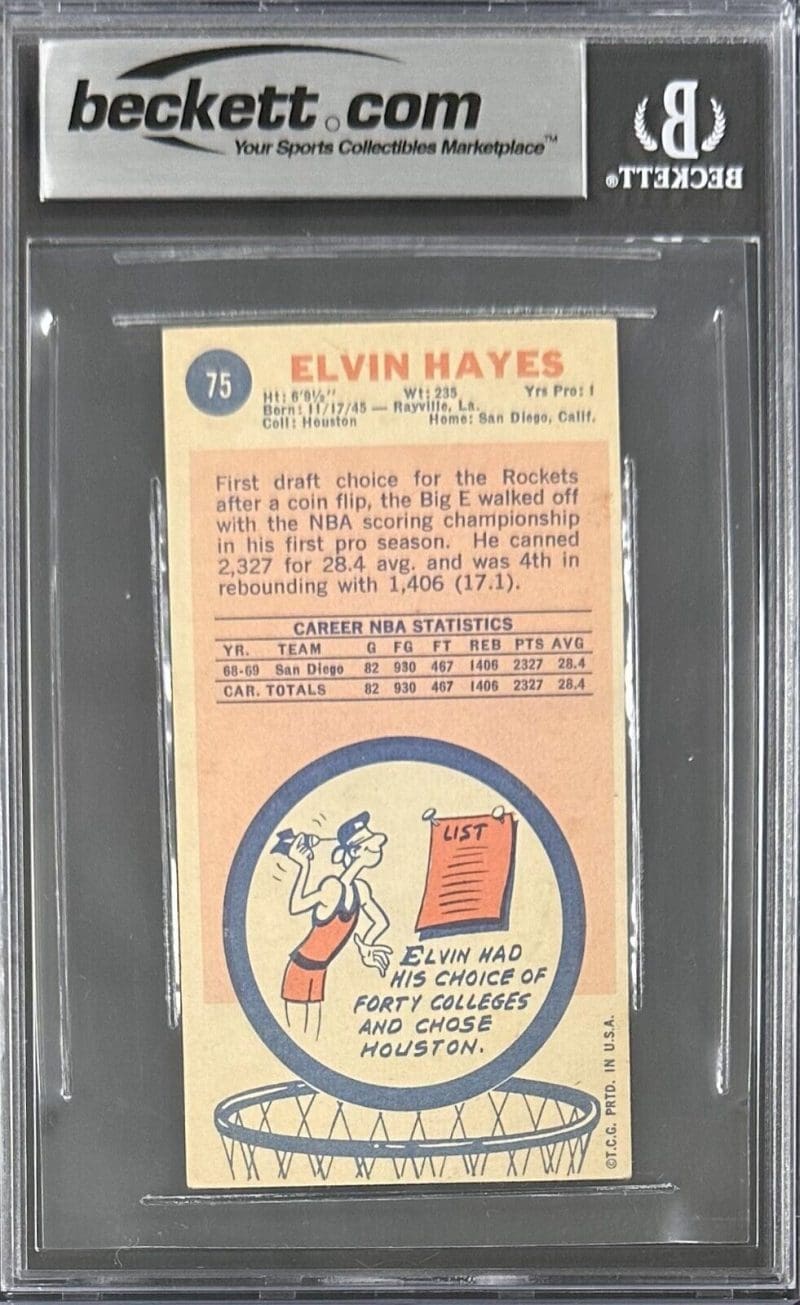 beckett.com
Your Sports Collectibles Marketplace™
BECKETT®
75
ELVIN HAYES
Ht: 6'9½" Wt: 235 Yrs Pro: 1
Born: 11/17/45 — Rayville, La.
Coll: Houston Home: San Diego, Calif.
First draft choice for the Rockets
after a coin flip, the Big E walked off
with the NBA scoring championship
in his first pro season. He canned
2,327 for 28.4 avg. and was 4th in
rebounding with 1,406 (17.1).
CAREER NBA STATISTICS
YR. TEAM G FG FT REB PTS AVG
68-69 San Diego 82 930 467 1406 2327 28.4
CAR. TOTALS 82 930 467 1406 2327 28.4
LIST
ELVIN HAD
HIS CHOICE OF
FORTY COLLEGES
AND CHOSE
HOUSTON.
©T.C.G. PRTD. IN U.S.A.